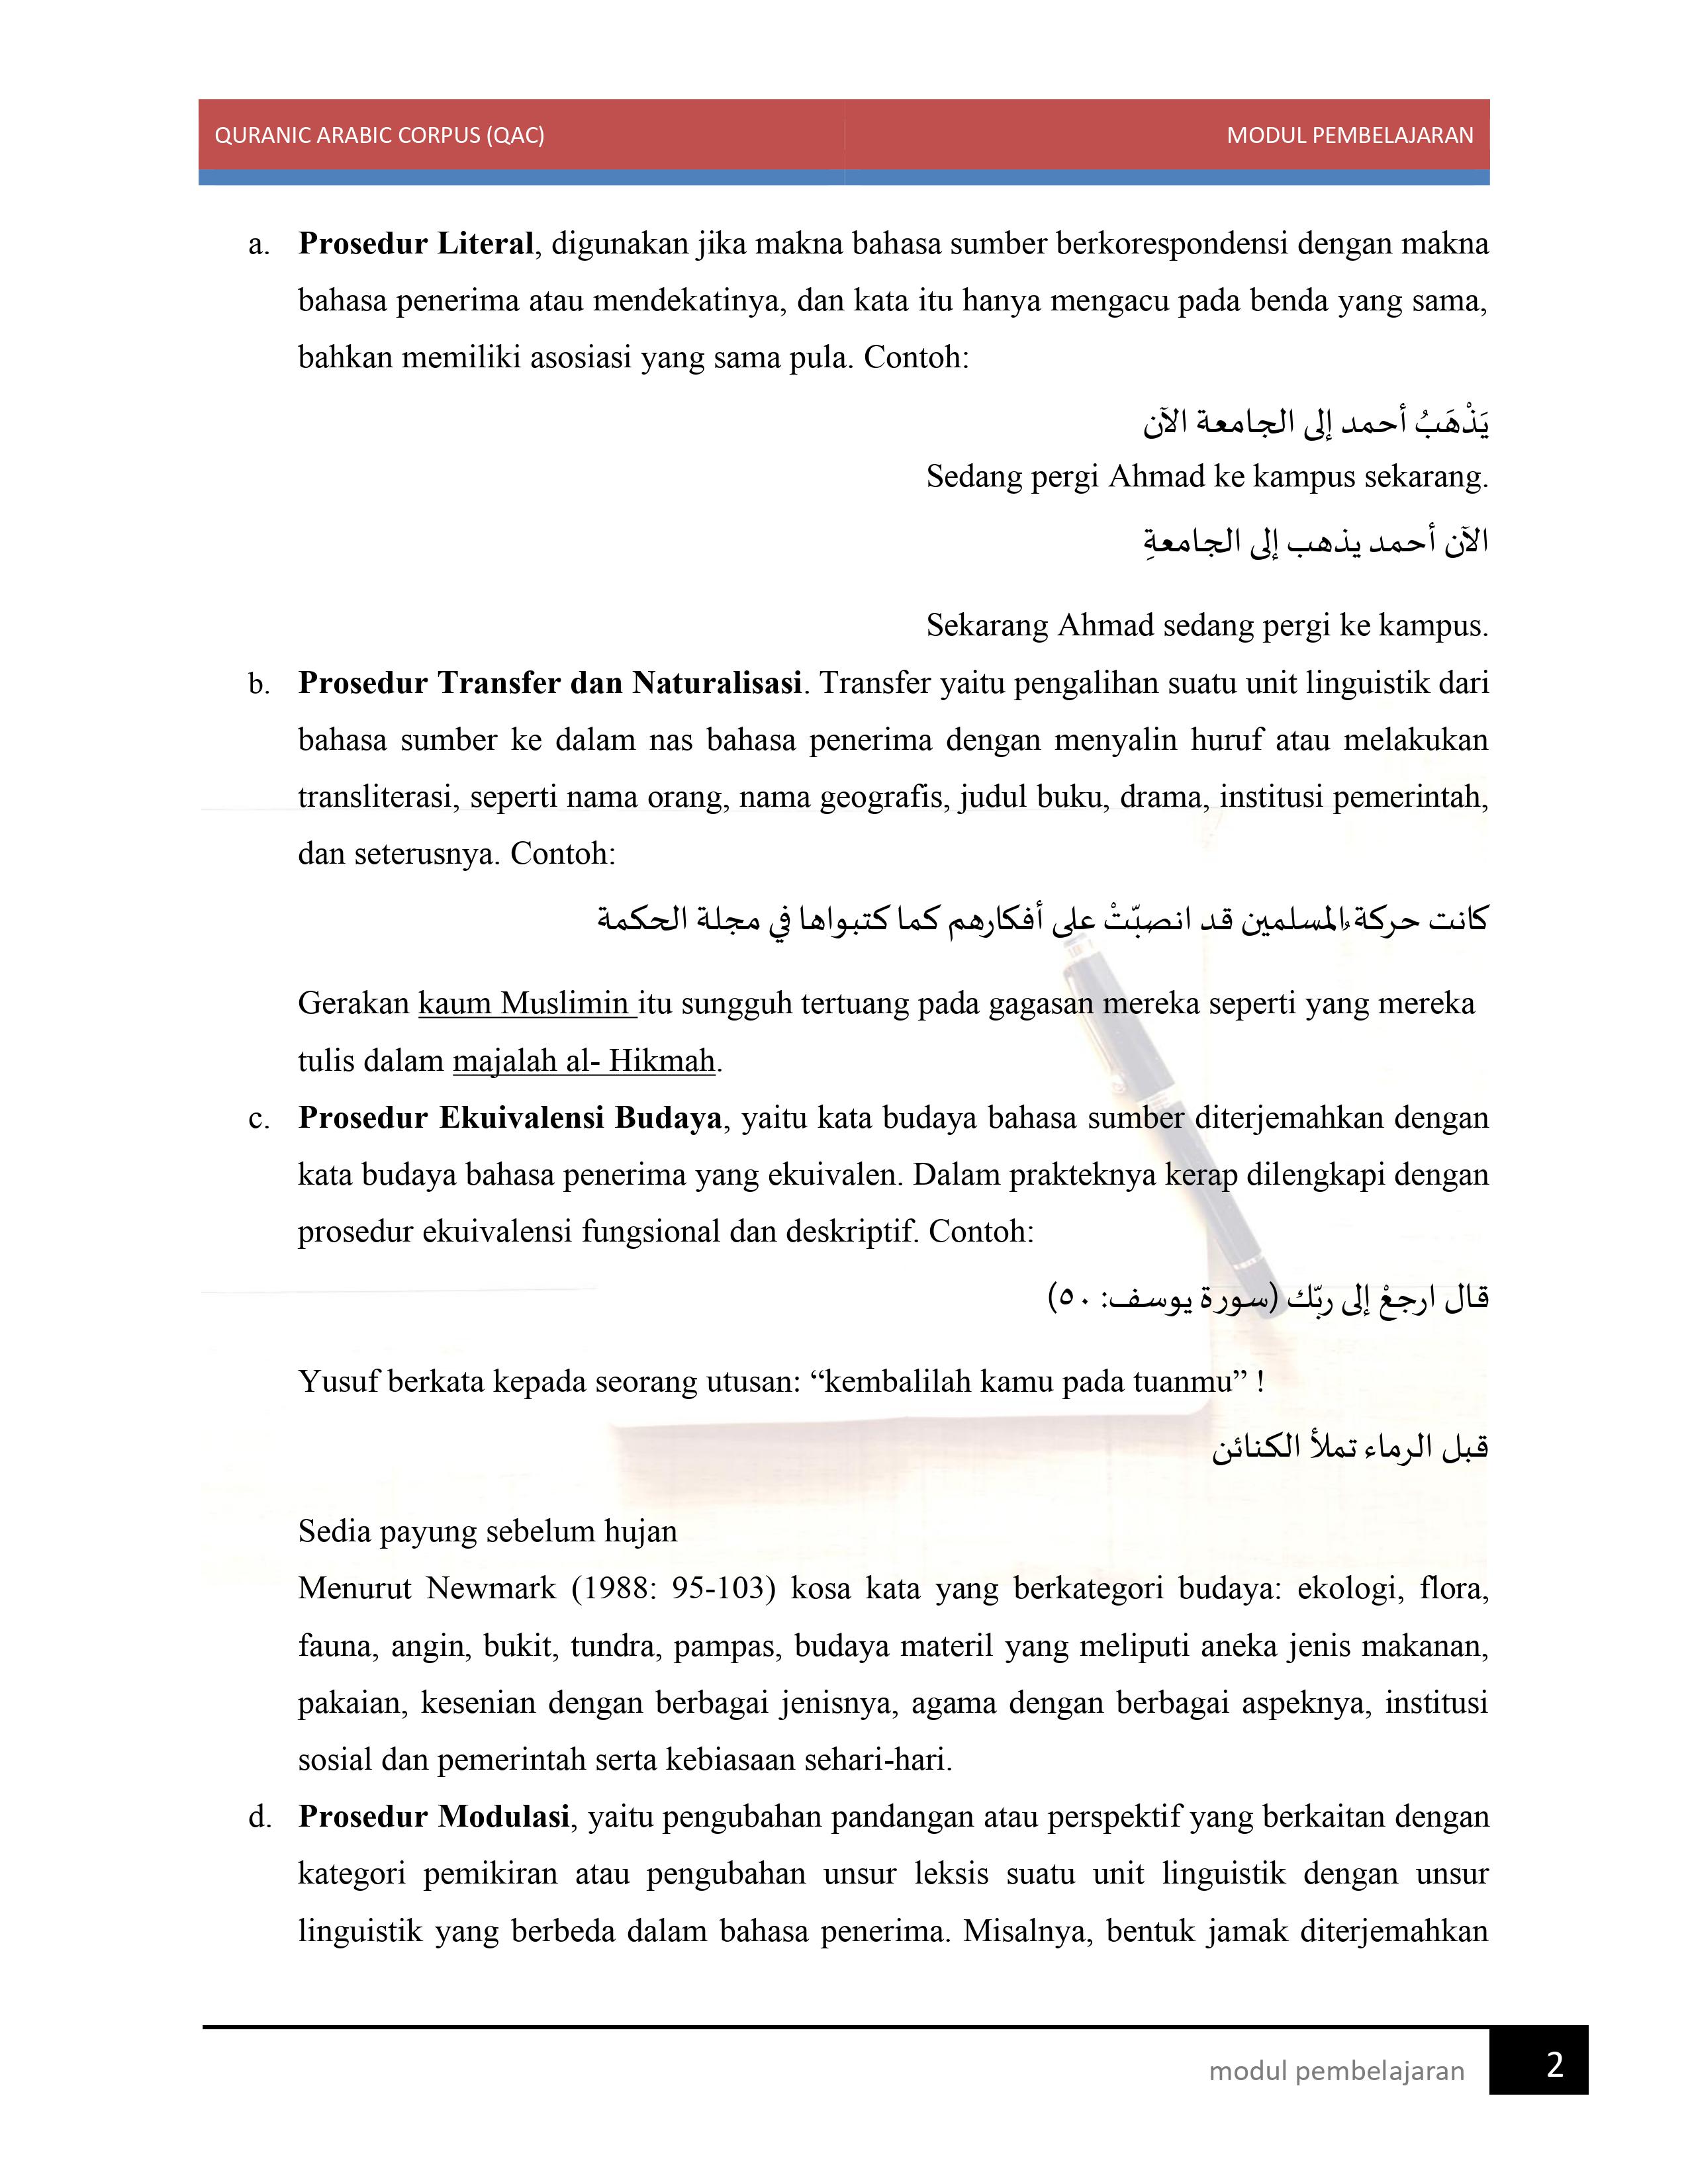 QURANIC ARABIC CORPUS (QAC) MODUL PEMBELAJARAN
a. Prosedur Literal, digunakan jika makna bahasa sumber berkorespondensi dengan makna
bahasa penerima atau mendekatinya, dan kata itu hanya mengacu pada benda yang sama,
bahkan memiliki asosiasi yang sama pula. Contoh:
يَذْهَبُ أحمد إلى الجامعة الآن
Sedang pergi Ahmad ke kampus sekarang.
الآن أحمد يذهب إلى الجامعةِ
Sekarang Ahmad sedang pergi ke kampus.
b. Prosedur Transfer dan Naturalisasi. Transfer yaitu pengalihan suatu unit linguistik dari
bahasa sumber ke dalam nas bahasa penerima dengan menyalin huruf atau melakukan
transliterasi, seperti nama orang, nama geografis, judul buku, drama, institusi pemerintah,
dan seterusnya. Contoh:
كانت حركةُ المسلمين قد انصبّتْ على أفكارهم كما كتبواها في مجلة الحكمة
Gerakan kaum Muslimin itu sungguh tertuang pada gagasan mereka seperti yang mereka
tulis dalam majalah al- Hikmah.
c. Prosedur Ekuivalensi Budaya, yaitu kata budaya bahasa sumber diterjemahkan dengan
kata budaya bahasa penerima yang ekuivalen. Dalam prakteknya kerap dilengkapi dengan
prosedur ekuivalensi fungsional dan deskriptif. Contoh:
قال ارجعْ إلى ربّك (سورة يوسف: ٥٠)
Yusuf berkata kepada seorang utusan: “kembalilah kamu pada tuanmu” !
قبل الرماء تملأ الكنائن
Sedia payung sebelum hujan
Menurut Newmark (1988: 95-103) kosa kata yang berkategori budaya: ekologi, flora,
fauna, angin, bukit, tundra, pampas, budaya materil yang meliputi aneka jenis makanan,
pakaian, kesenian dengan berbagai jenisnya, agama dengan berbagai aspeknya, institusi
sosial dan pemerintah serta kebiasaan sehari-hari.
d. Prosedur Modulasi, yaitu pengubahan pandangan atau perspektif yang berkaitan dengan
kategori pemikiran atau pengubahan unsur leksis suatu unit linguistik dengan unsur
linguistik yang berbeda dalam bahasa penerima. Misalnya, bentuk jamak diterjemahkan
modul pembelajaran 2